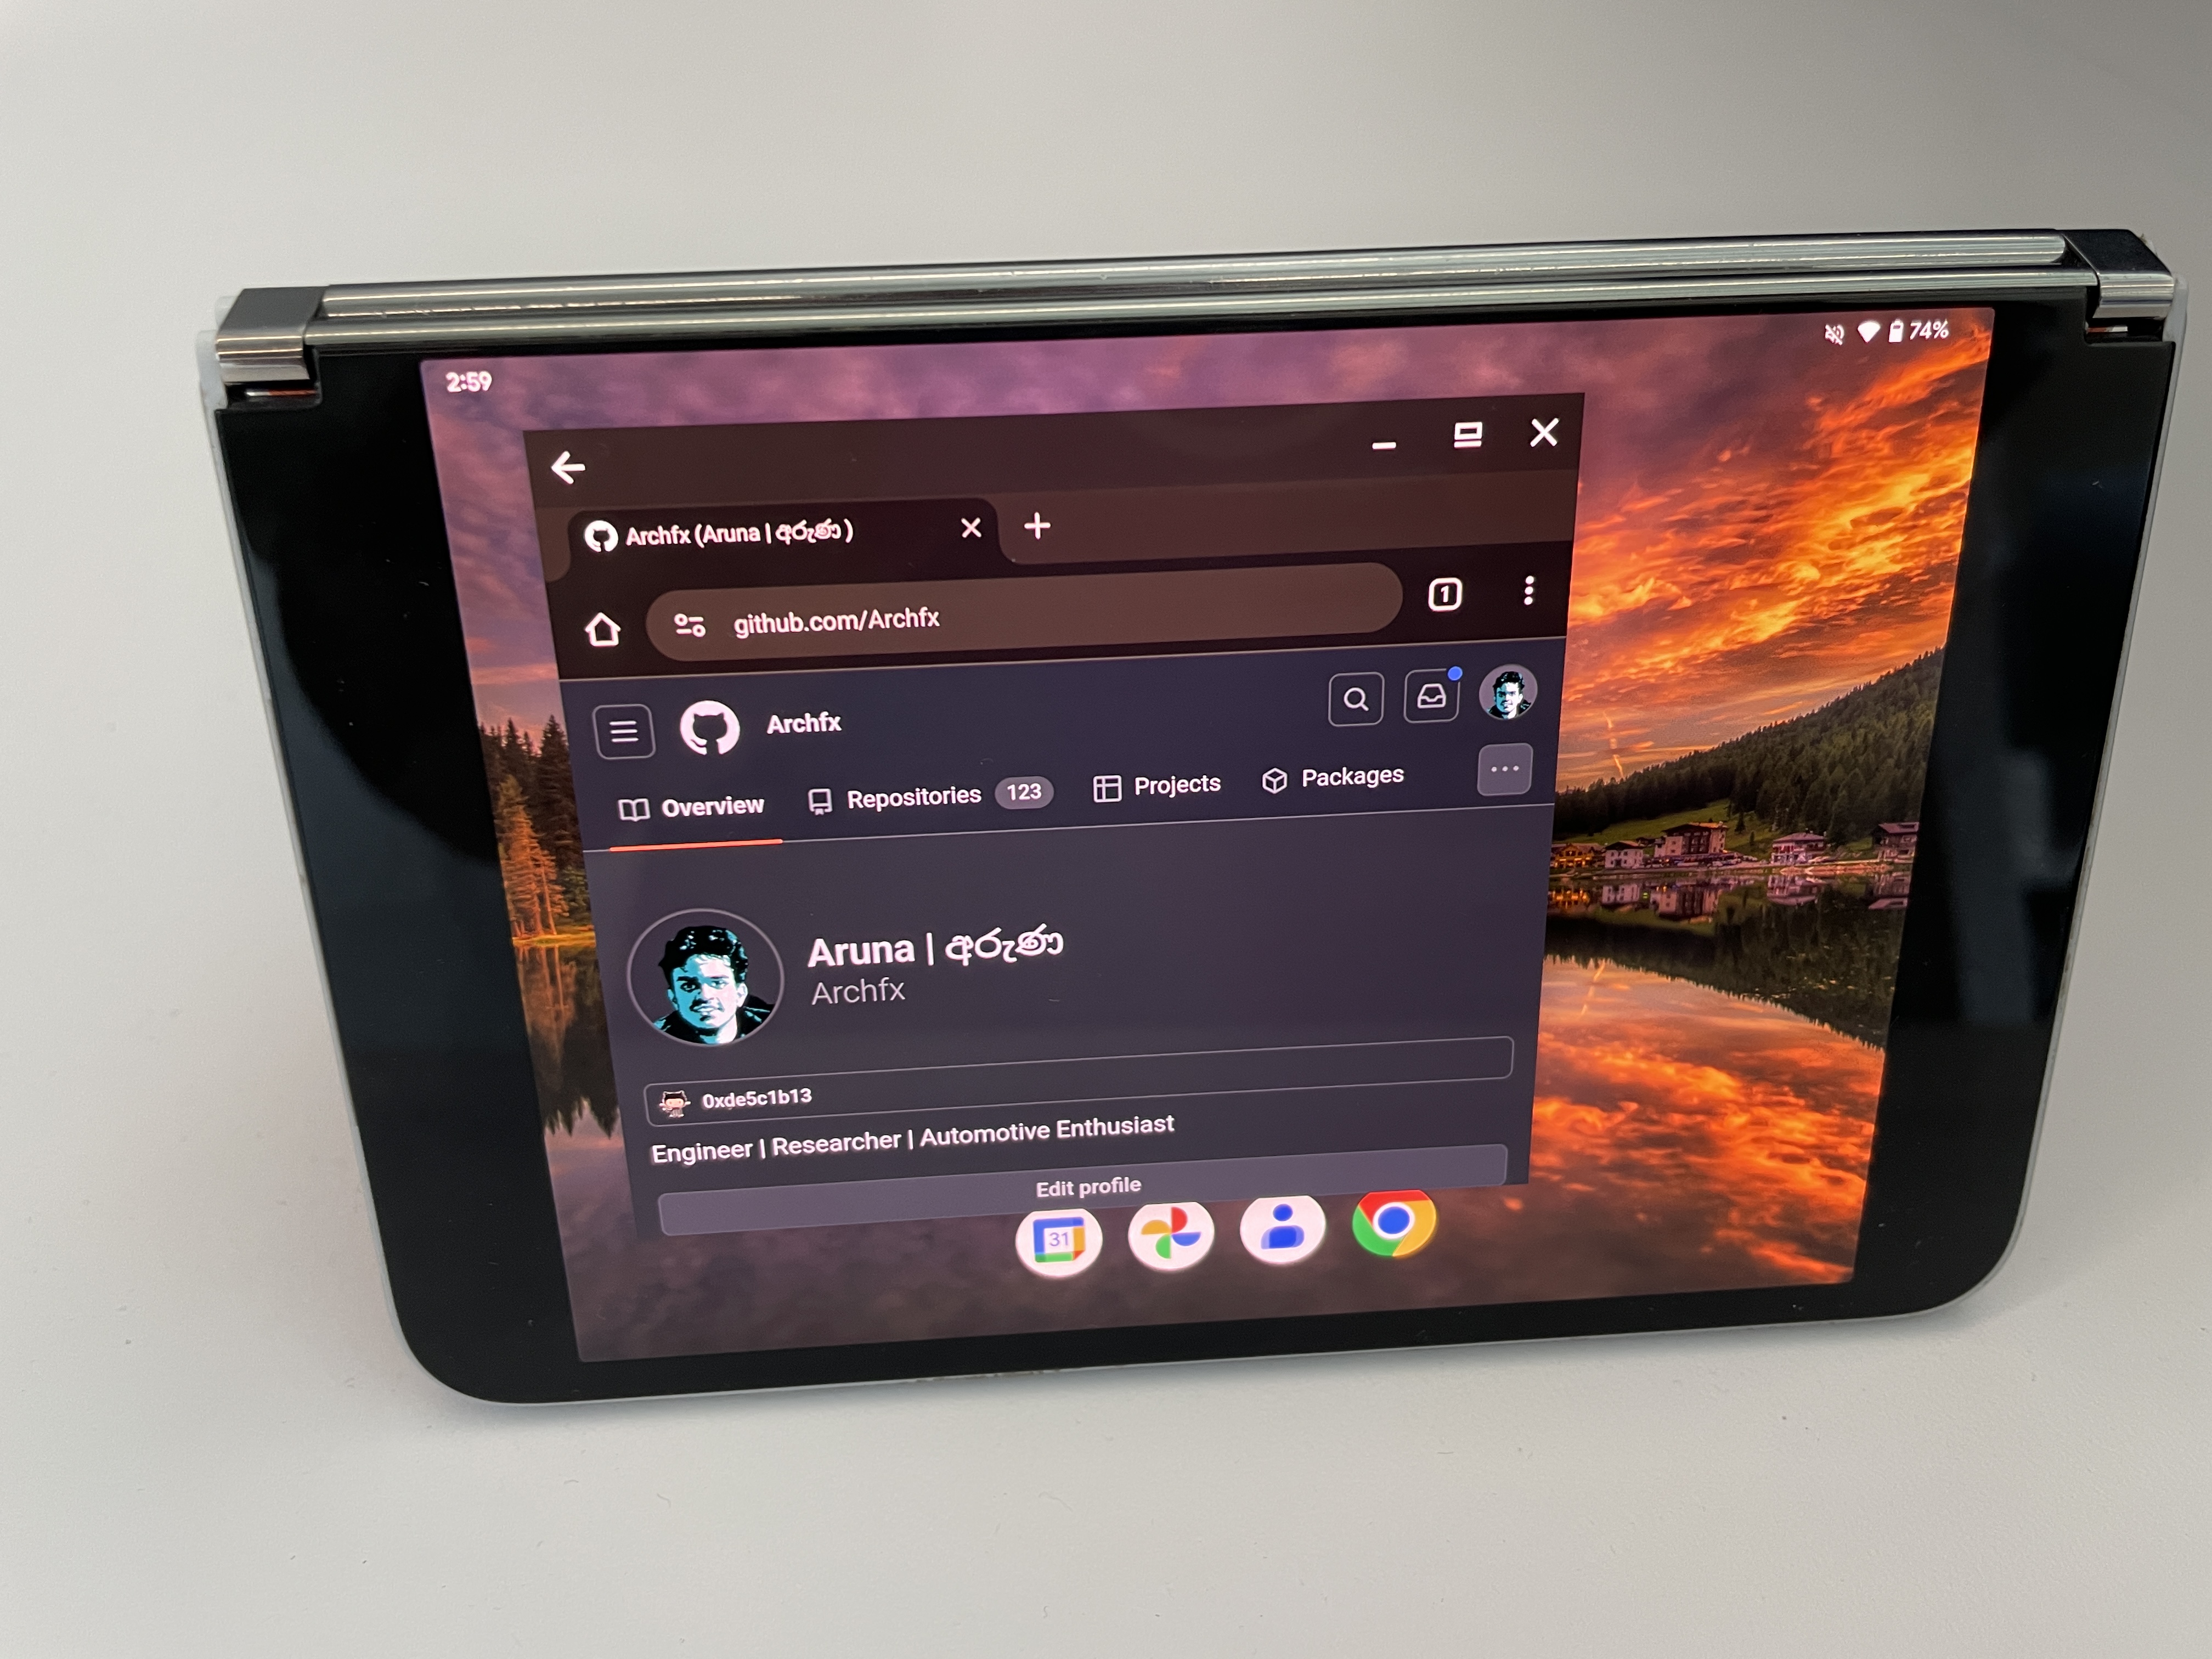 2:59
74%
Archfx (Aruna | අරුණ )
github.com/Archfx
1
Archfx
Overview
Repositories 123
Projects
Packages
Aruna | අරුණ
Archfx
0xde5c1b13
Engineer | Researcher | Automotive Enthusiast
Edit profile
31